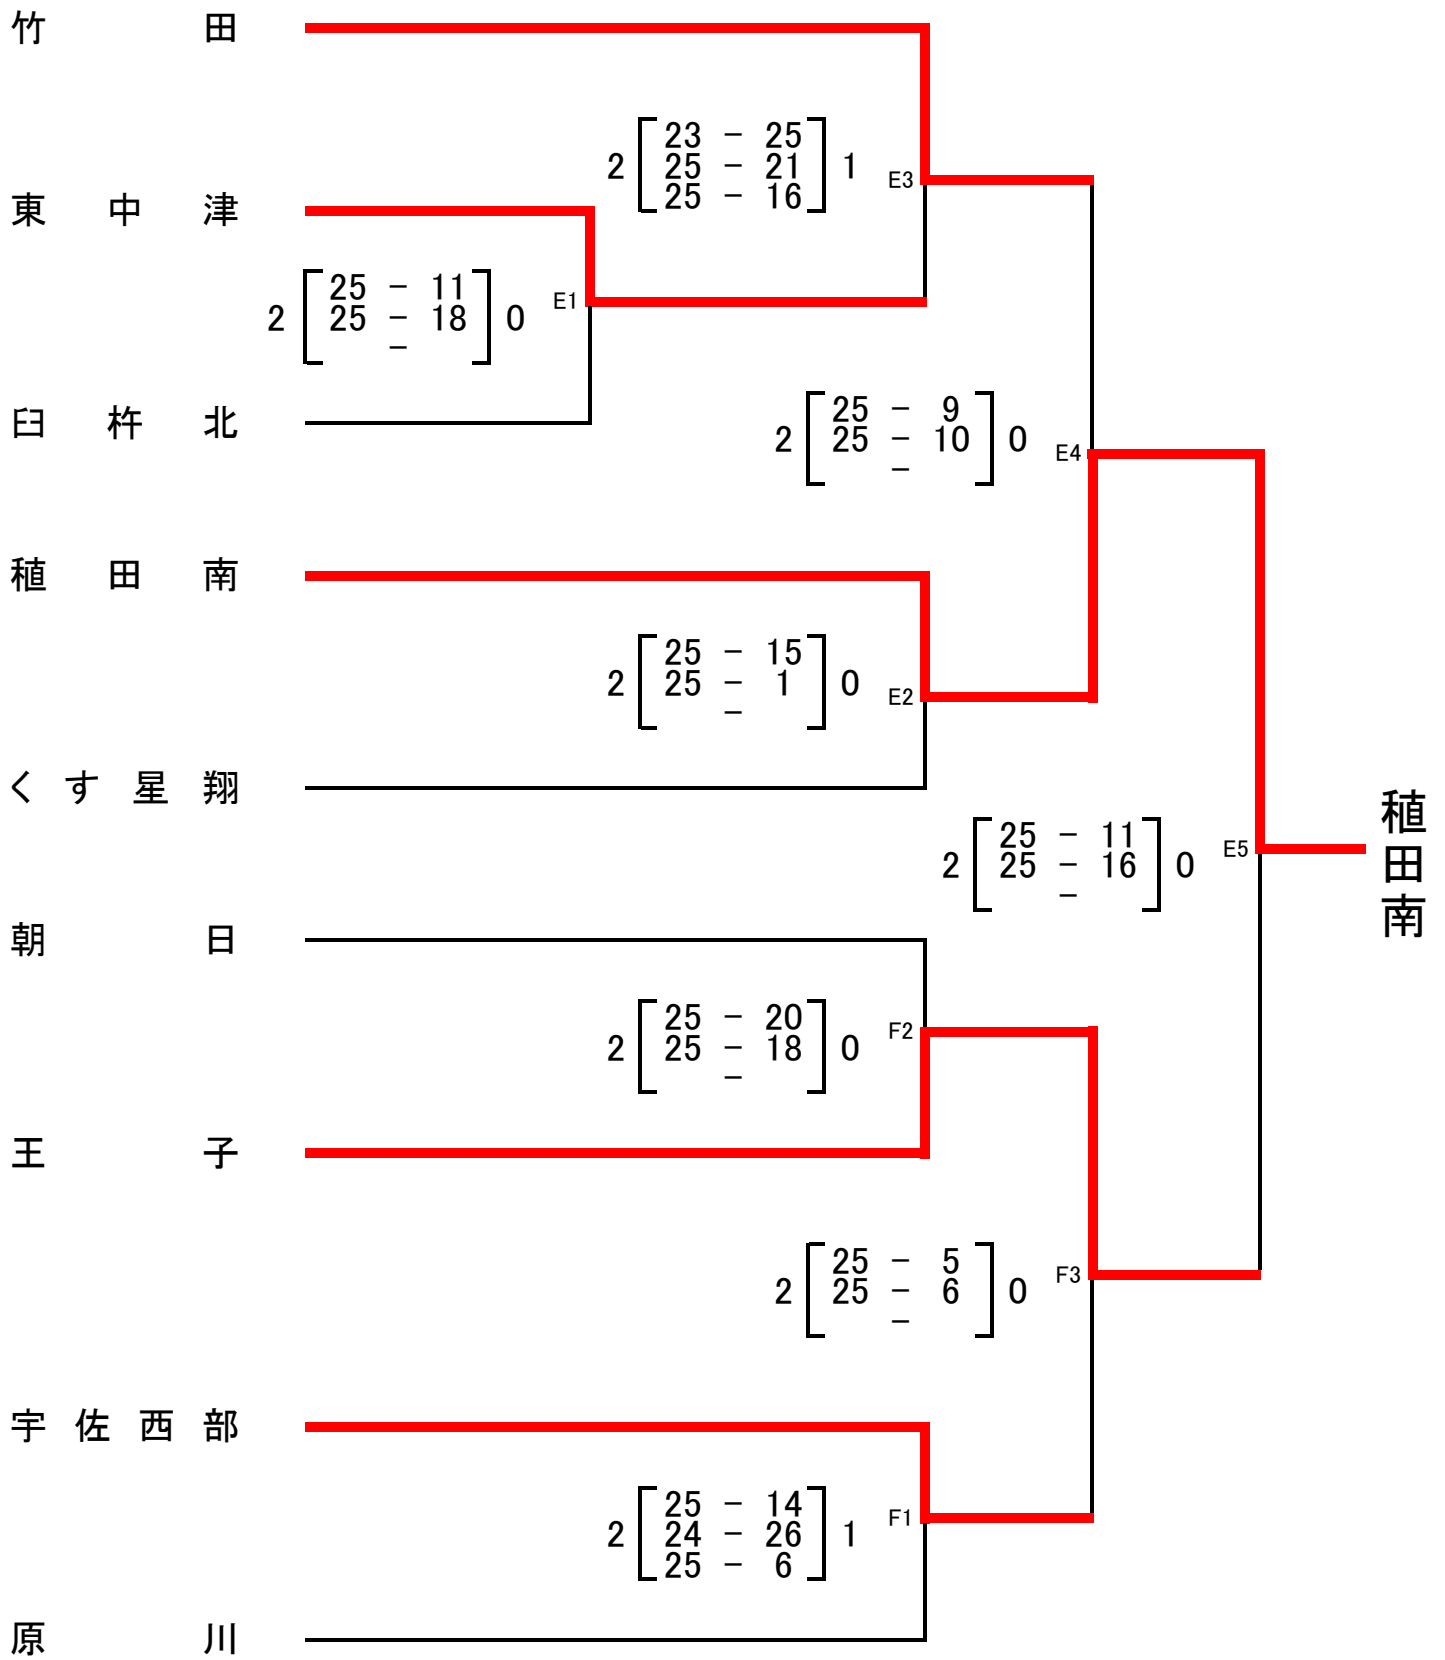 竹田
23 - 25
2 25 - 21 1
25 - 16
E3
東中津
25 - 11
2 25 - 18 0
-
E1
臼杵北
25 - 9
2 25 - 10 0
-
E4
稙田南
25 - 15
2 25 - 1 0
-
E2
くす星翔
25 - 11
2 25 - 16 0
-
E5
稙田南
朝日
25 - 20
2 25 - 18 0
-
F2
王子
25 - 5
2 25 - 6 0
-
F3
宇佐西部
25 - 14
2 24 - 26 1
25 - 6
F1
原川